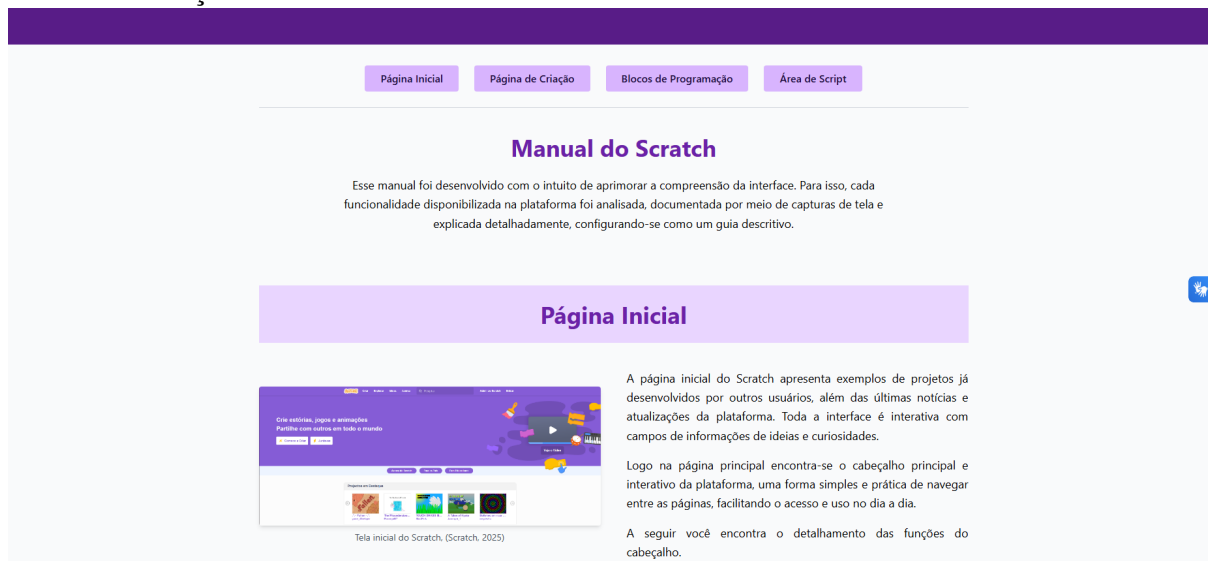 Página Inicial
Página de Criação
Blocos de Programação
Área de Script
Manual do Scratch
Esse manual foi desenvolvido com o intuito de aprimorar a compreensão da interface. Para isso, cada
funcionalidade disponibilizada na plataforma foi analisada, documentada por meio de capturas de tela e
explicada detalhadamente, configurando-se como um guia descritivo.
Página Inicial
Crie estórias, jogos e animações
Partilhe com outros em todo o mundo
Tela inicial do Scratch, (Scratch, 2025)
A página inicial do Scratch apresenta exemplos de projetos já
desenvolvidos por outros usuários, além das últimas notícias e
atualizações da plataforma. Toda a interface é interativa com
campos de informações de ideias e curiosidades.
Logo na página principal encontra-se o cabeçalho principal e
interativo da plataforma, uma forma simples e prática de navegar
entre as páginas, facilitando o acesso e uso no dia a dia.
A seguir você encontra o detalhamento das funções do
cabeçalho.